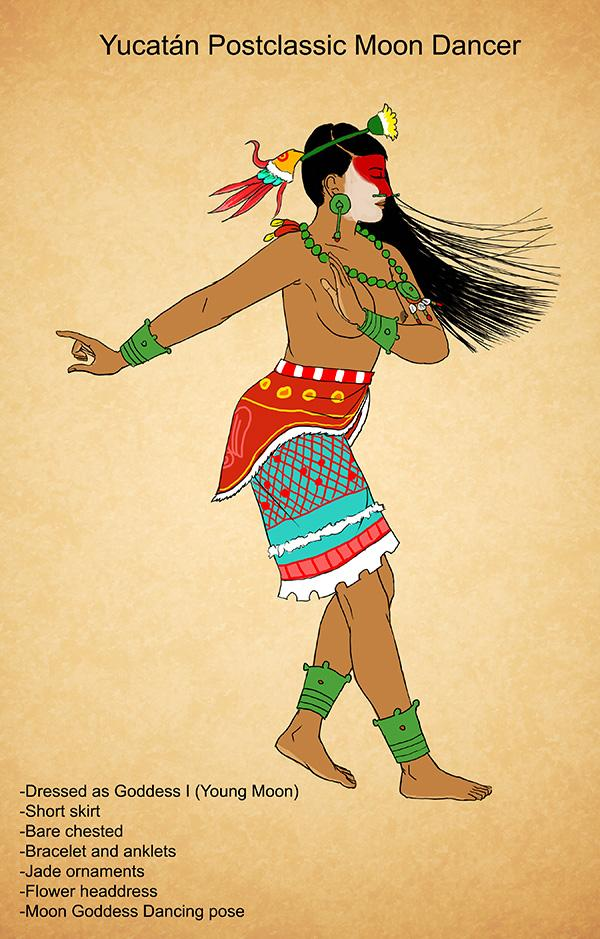 Yucatán Postclassic Moon Dancer
-Dressed as Goddess I (Young Moon)
-Short skirt
-Bare chested
-Bracelet and anklets
-Jade ornaments
-Flower headdress
-Moon Goddess Dancing pose